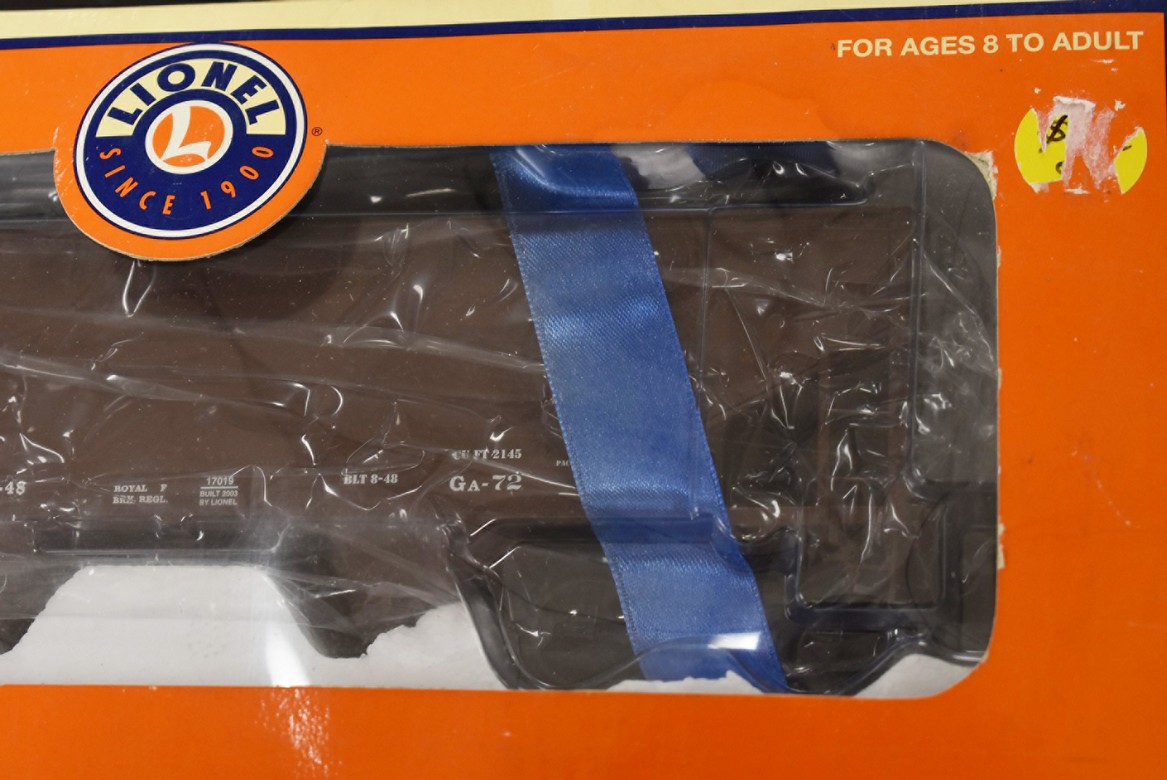 FOR AGES 8 TO ADULT
LIONEL ®
L
SINCE 1900
$
CU FT 2145
-48
ROYAL F
BRK. REGL.
17019
BUILT 2003
BY LIONEL
BLT 8-48
GA-72